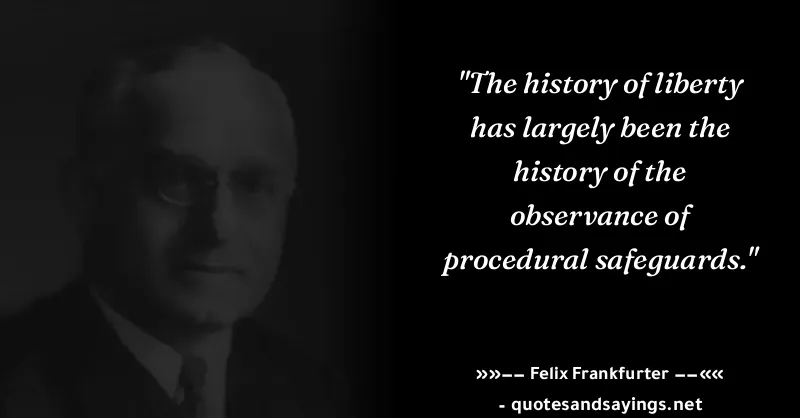 "The history of liberty
has largely been the
history of the
observance of
procedural safeguards."
»»−− Felix Frankfurter −−««
- quotesandsayings.net